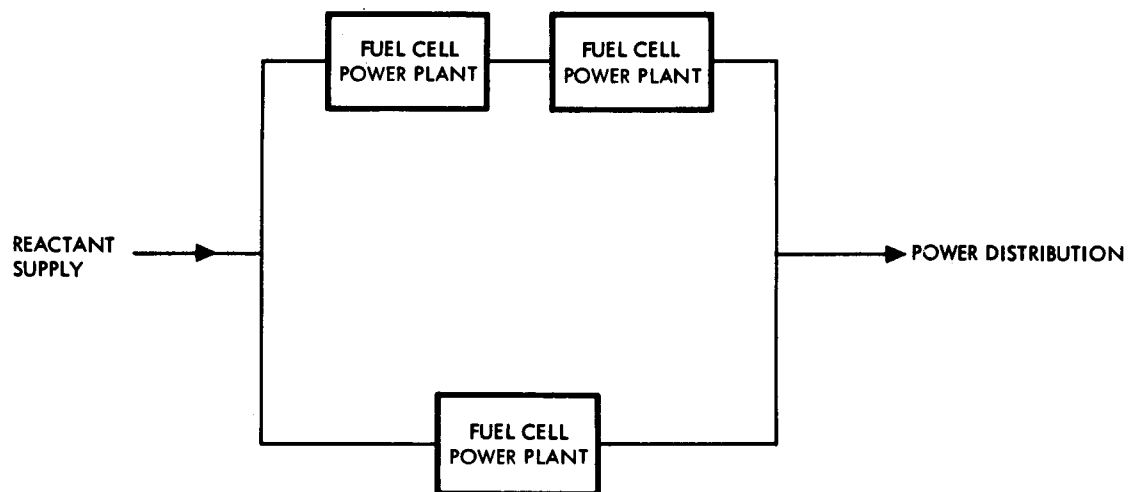 FUEL CELL
POWER PLANT
FUEL CELL
POWER PLANT
REACTANT
SUPPLY
POWER DISTRIBUTION
FUEL CELL
POWER PLANT